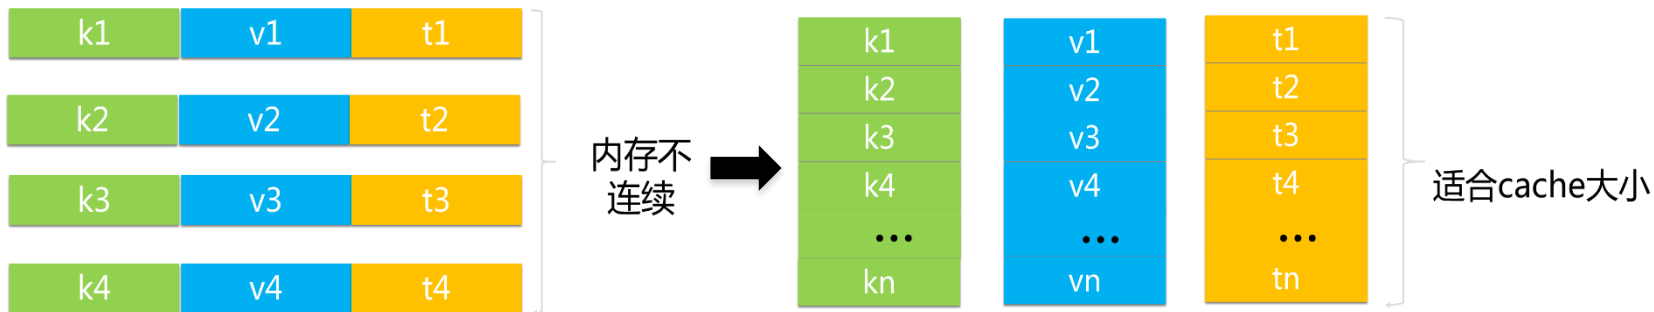 k1 v1 t1
k2 v2 t2
k3 v3 t3
k4 v4 t4
内存不
连续
k1
k2
k3
k4
...
kn
v1
v2
v3
v4
...
vn
t1
t2
t3
t4
...
tn
适合cache大小